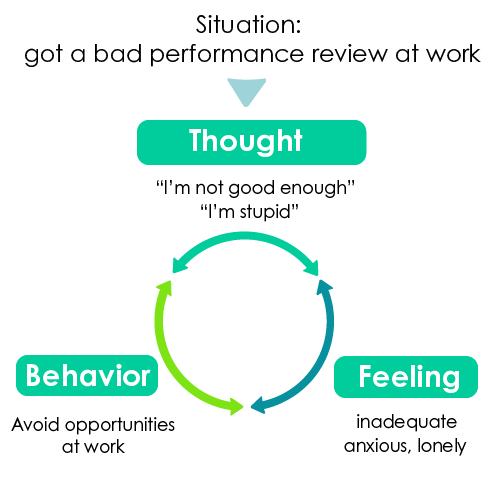 Situation:
got a bad performance review at work
Thought
“I’m not good enough”
“I’m stupid”
Behavior
Avoid opportunities
at work
Feeling
inadequate
anxious, lonely